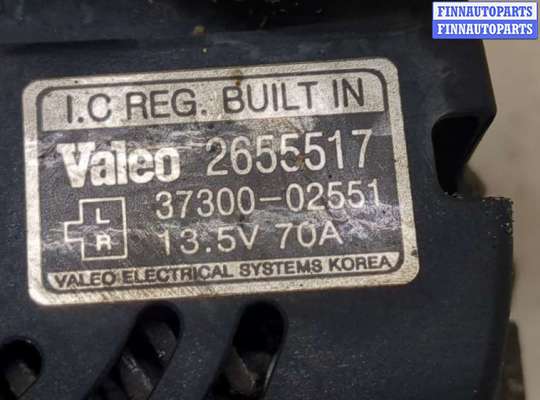 FINNAUTOPARTS
FINNAUTOPARTS
I.C REG. BUILT IN
Valeo 2655517
L 37300-02551
R 13.5V 70A
VALEO ELECTRICAL SYSTEMS KOREA